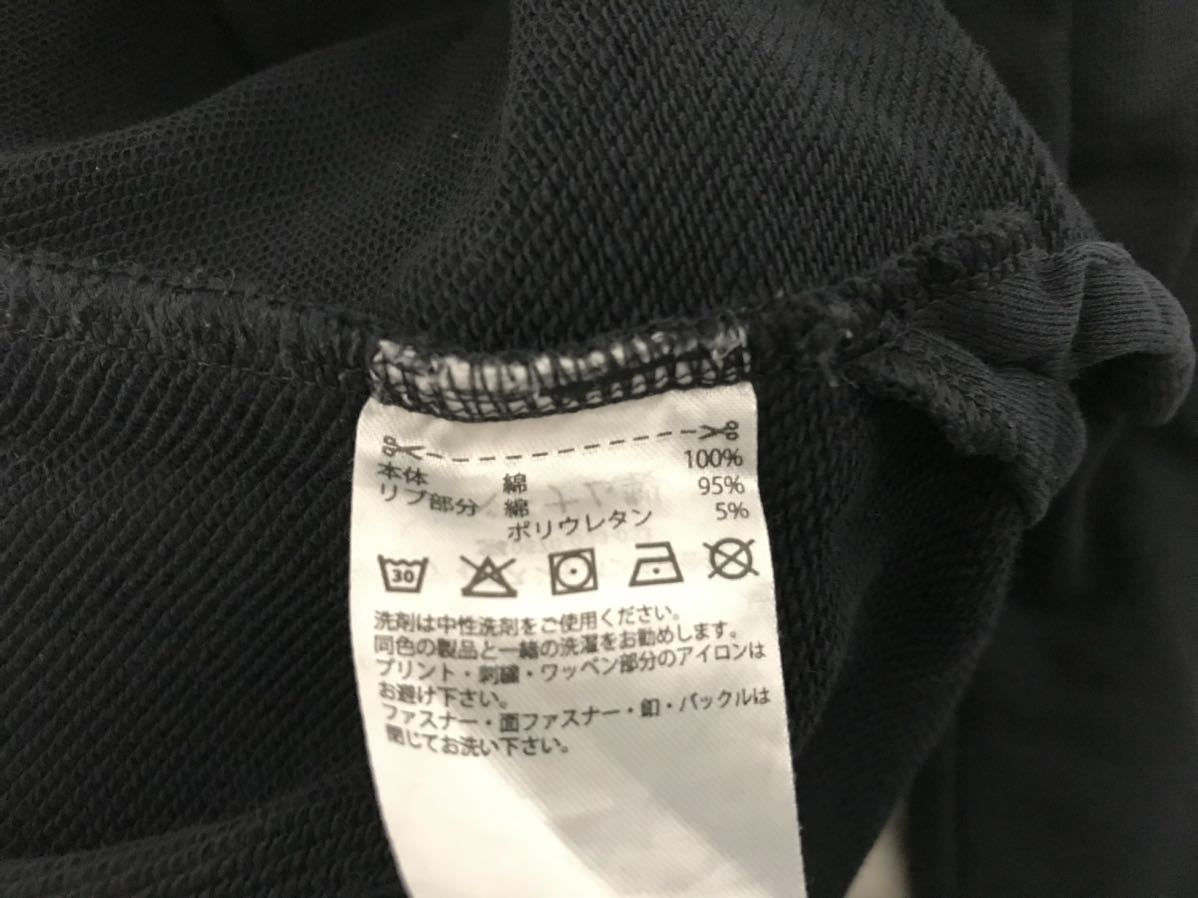 本体 綿 100%
リブ部分 綿 95%
ポリウレタン 5%
30
洗剤は中性洗剤をご使用ください。
同色の製品と一緒の洗濯をお勧めします。
プリント・刺繍・ワッペン部分のアイロンは
お避け下さい。
ファスナー・面ファスナー・釦・バックルは
閉じてお洗い下さい。